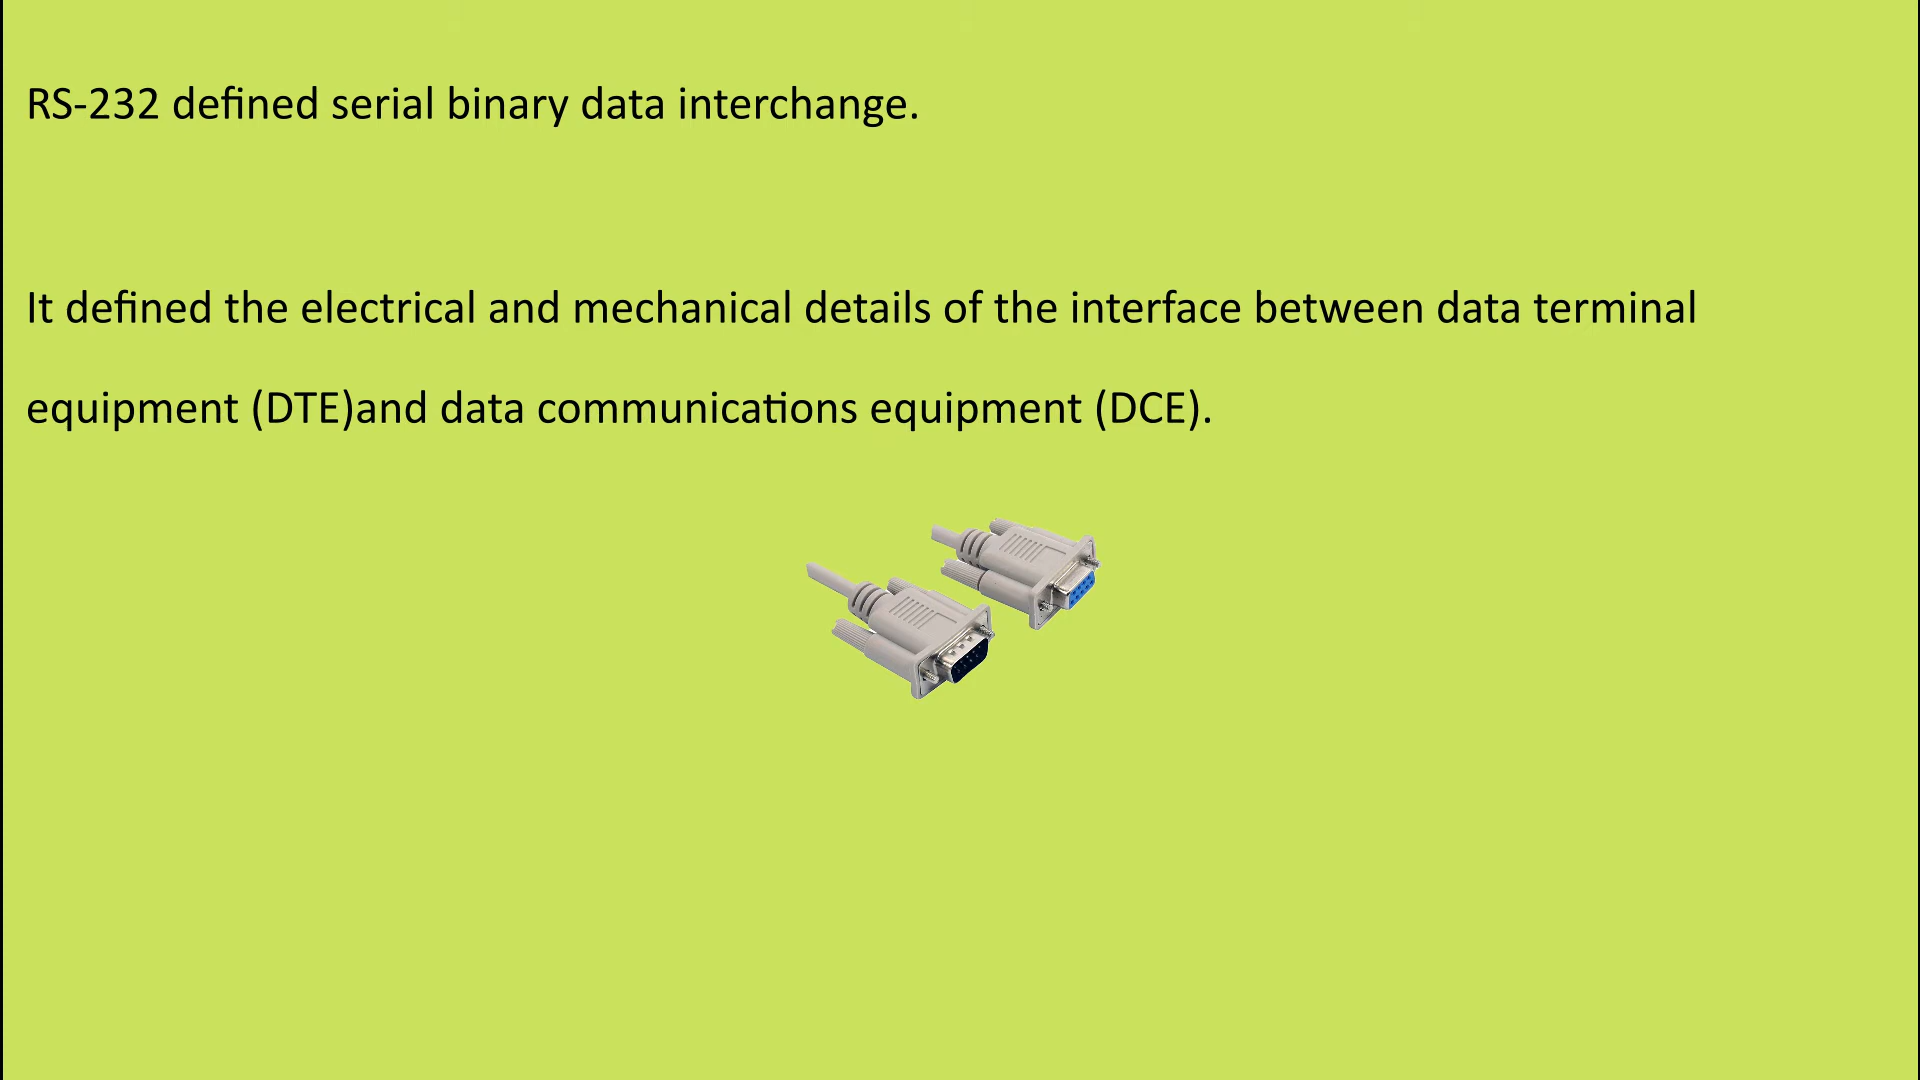 RS-232 defined serial binary data interchange.
It defined the electrical and mechanical details of the interface between data terminal
equipment (DTE)and data communications equipment (DCE).